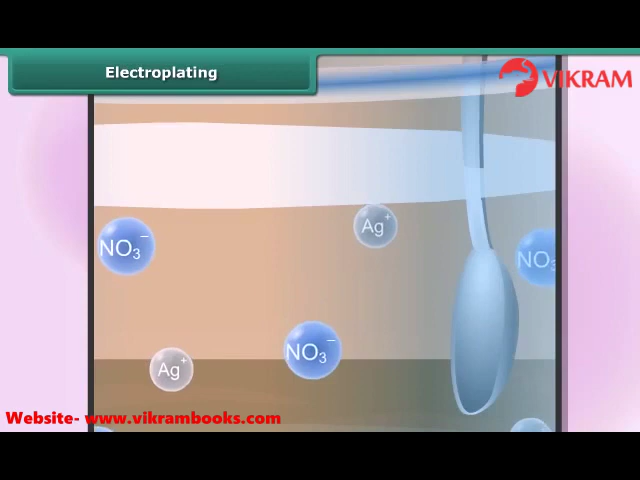 Electroplating
VIKRAM
NO₃⁻
Ag⁺
NO₃
NO₃⁻
Ag⁺
Website- www.vikrambooks.com